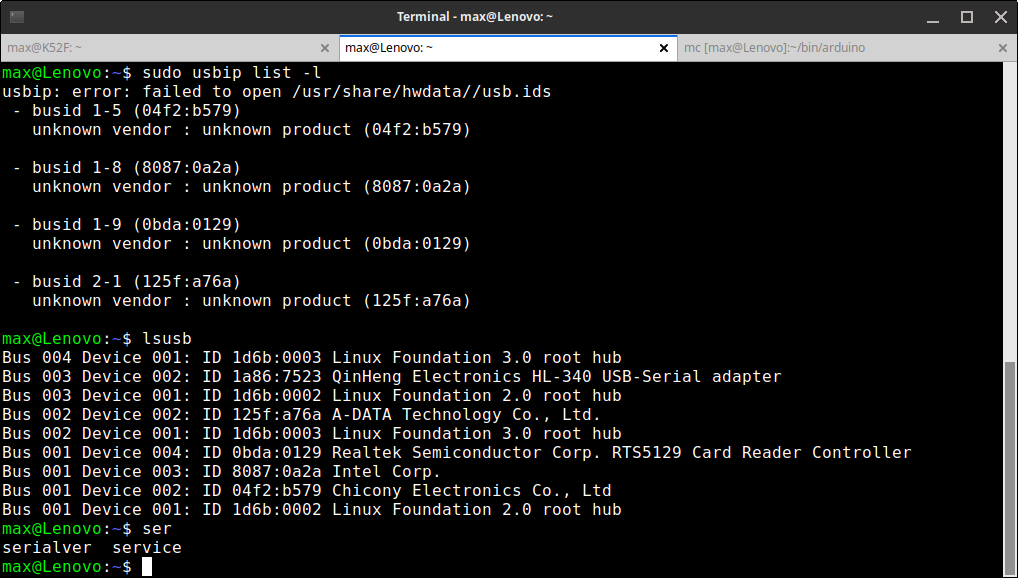 Terminal - max@Lenovo: ~
max@K52F: ~
max@Lenovo: ~
mc [max@Lenovo]:~/bin/arduino
max@Lenovo:~$ sudo usbip list -l
usbip: error: failed to open /usr/share/hwdata//usb.ids
 - busid 1-5 (04f2:b579)
   unknown vendor : unknown product (04f2:b579)

 - busid 1-8 (8087:0a2a)
   unknown vendor : unknown product (8087:0a2a)

 - busid 1-9 (0bda:0129)
   unknown vendor : unknown product (0bda:0129)

 - busid 2-1 (125f:a76a)
   unknown vendor : unknown product (125f:a76a)

max@Lenovo:~$ lsusb
Bus 004 Device 001: ID 1d6b:0003 Linux Foundation 3.0 root hub
Bus 003 Device 002: ID 1a86:7523 QinHeng Electronics HL-340 USB-Serial adapter
Bus 003 Device 001: ID 1d6b:0002 Linux Foundation 2.0 root hub
Bus 002 Device 002: ID 125f:a76a A-DATA Technology Co., Ltd.
Bus 002 Device 001: ID 1d6b:0003 Linux Foundation 3.0 root hub
Bus 001 Device 004: ID 0bda:0129 Realtek Semiconductor Corp. RTS5129 Card Reader Controller
Bus 001 Device 003: ID 8087:0a2a Intel Corp.
Bus 001 Device 002: ID 04f2:b579 Chicony Electronics Co., Ltd
Bus 001 Device 001: ID 1d6b:0002 Linux Foundation 2.0 root hub
max@Lenovo:~$ ser
serialver  service
max@Lenovo:~$